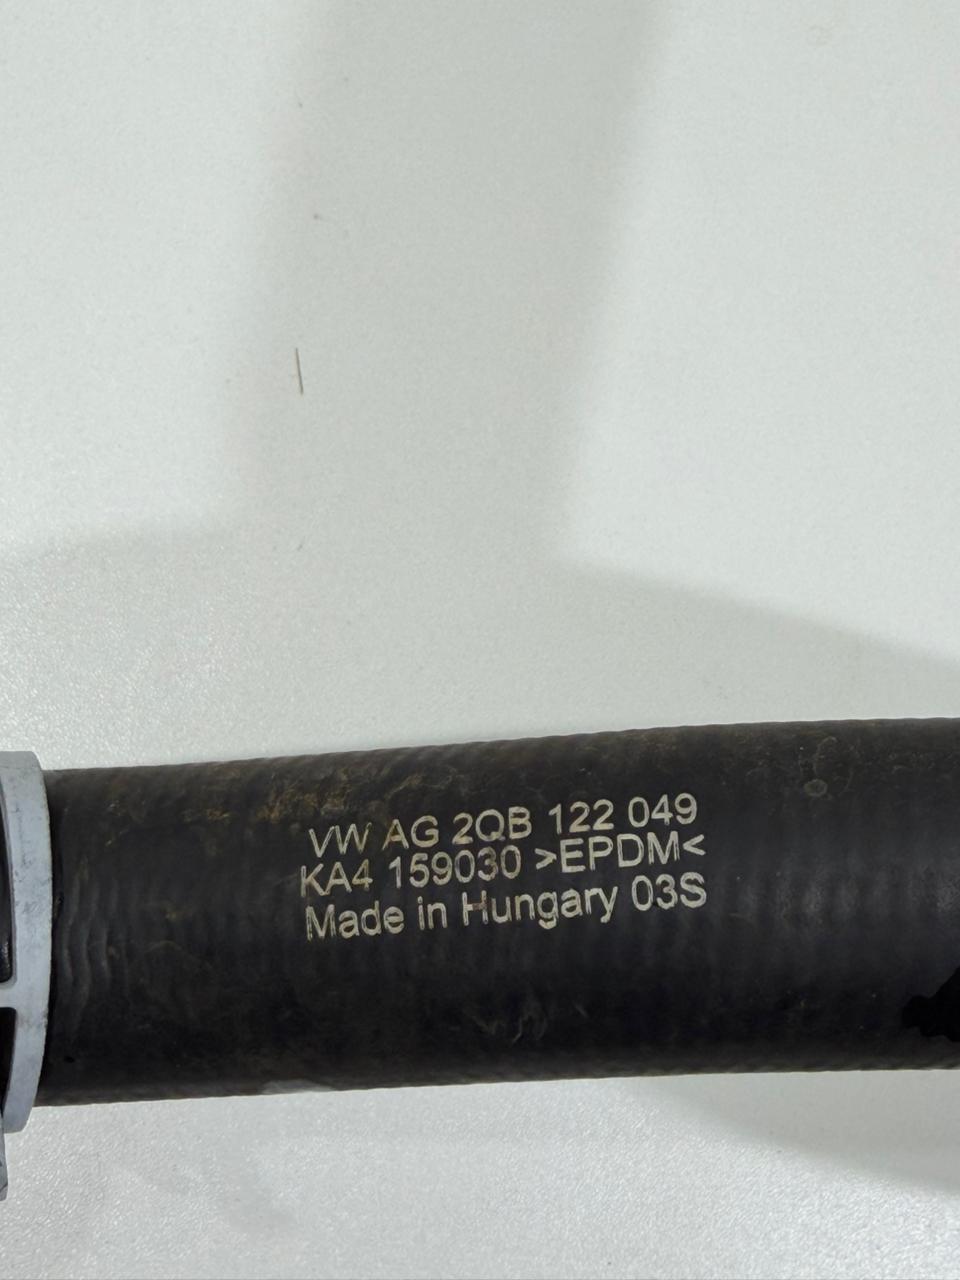 VW AG 2QB 122 049
KA4 159030 >EPDM<
Made in Hungary 03S